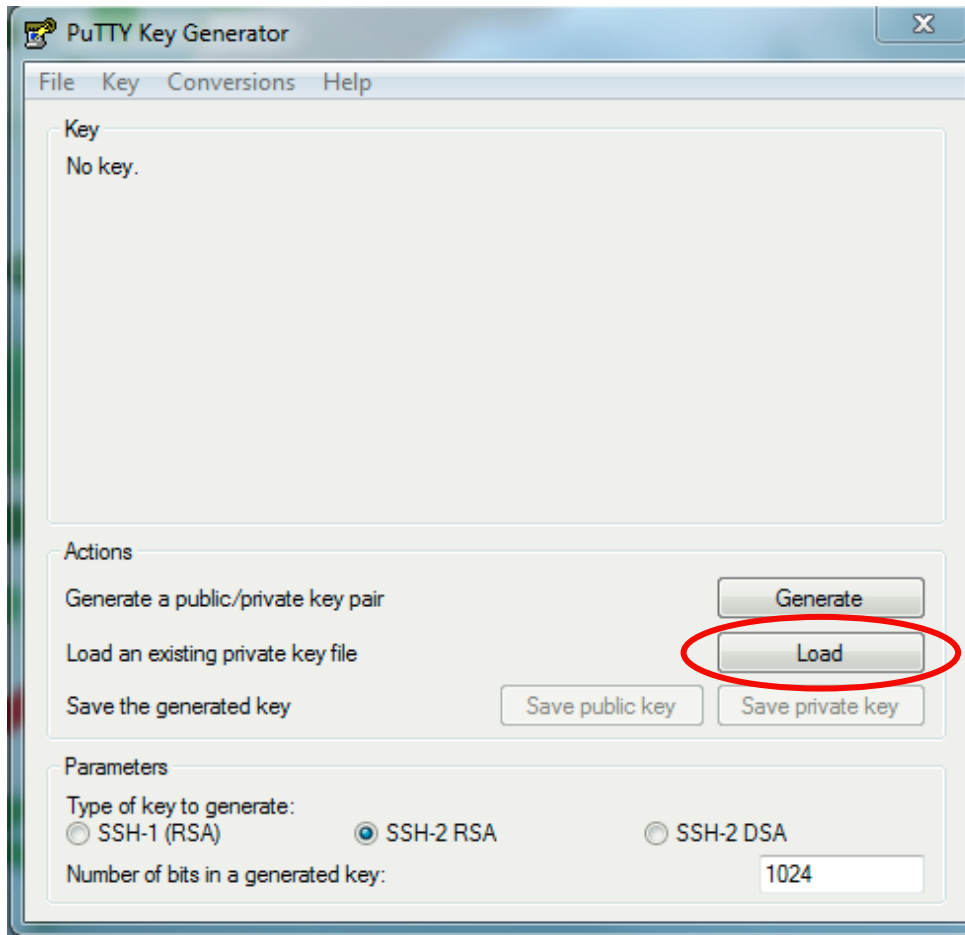 PuTTY Key Generator
File Key Conversions Help
Key
No key.
Actions
Generate a public/private key pair Generate
Load an existing private key file Load
Save the generated key Save public key Save private key
Parameters
Type of key to generate:
SSH-1 (RSA) SSH-2 RSA SSH-2 DSA
Number of bits in a generated key: 1024